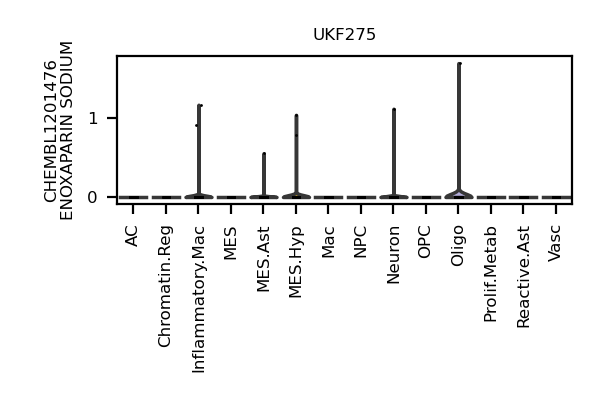 UKF275
CHEMBL1201476
ENOXAPARIN SODIUM
1
0
AC
Chromatin.Reg
Inflammatory.Mac
MES
MES.Ast
MES.Hyp
Mac
NPC
Neuron
OPC
Oligo
Prolif.Metab
Reactive.Ast
Vasc